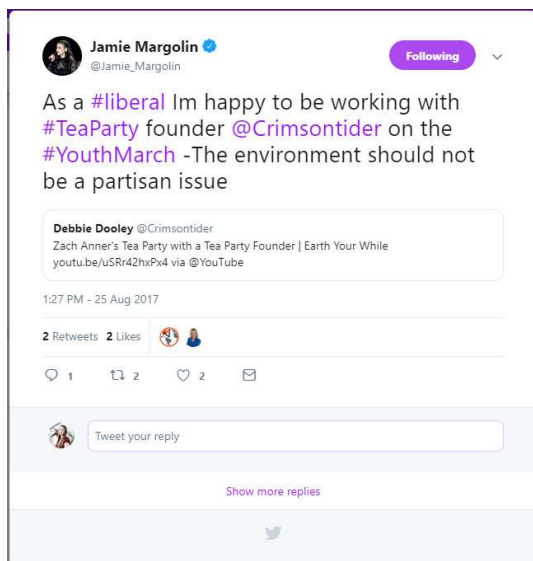 Jamie Margolin
@Jamie_Margolin
Following
As a #liberal Im happy to be working with
#TeaParty founder @Crimsontider on the
#YouthMarch -The environment should not
be a partisan issue
Debbie Dooley @Crimsontider
Zach Anner's Tea Party with a Tea Party Founder | Earth Your While
youtu.be/uSRr42hxPx4 via @YouTube
1:27 PM - 25 Aug 2017
2 Retweets 2 Likes
1 2 2
Tweet your reply
Show more replies